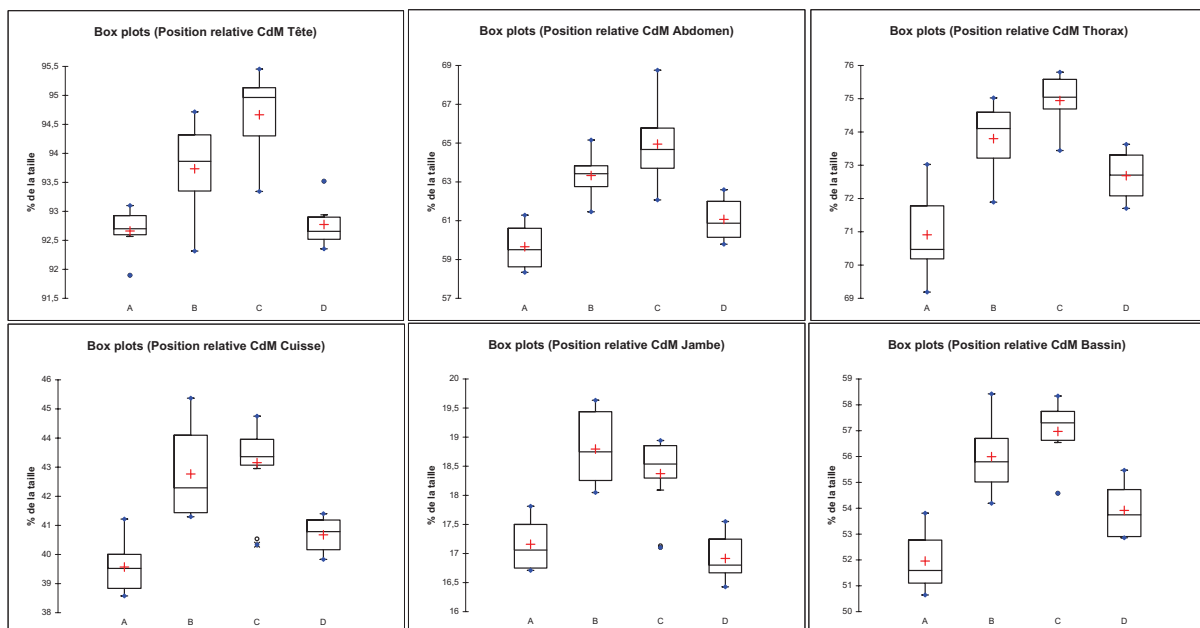 Box plots (Position relative CdM Tête)
% de la taille
95,5
95
94,5
94
93,5
93
92,5
92
91,5
A B C D
Box plots (Position relative CdM Abdomen)
% de la taille
69
67
65
63
61
59
57
A B C D
Box plots (Position relative CdM Thorax)
% de la taille
76
75
74
73
72
71
70
69
A B C D
Box plots (Position relative CdM Cuisse)
% de la taille
46
45
44
43
42
41
40
39
38
A B C D
Box plots (Position relative CdM Jambe)
% de la taille
20
19,5
19
18,5
18
17,5
17
16,5
16
A B C D
Box plots (Position relative CdM Bassin)
% de la taille
59
58
57
56
55
54
53
52
51
50
A B C D